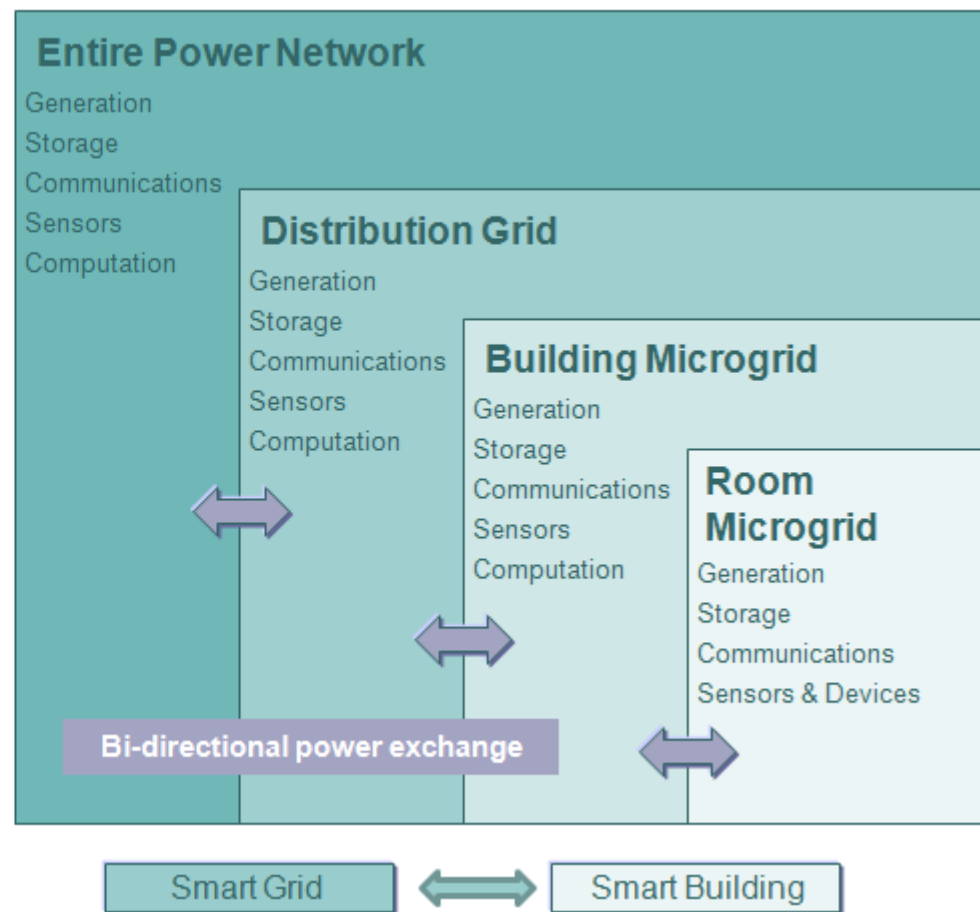 Entire Power Network
Generation
Storage
Communications
Sensors
Computation
Distribution Grid
Generation
Storage
Communications
Sensors
Computation
Building Microgrid
Generation
Storage
Communications
Sensors
Computation
Room
Microgrid
Generation
Storage
Communications
Sensors & Devices
Bi-directional power exchange
Smart Grid
Smart Building